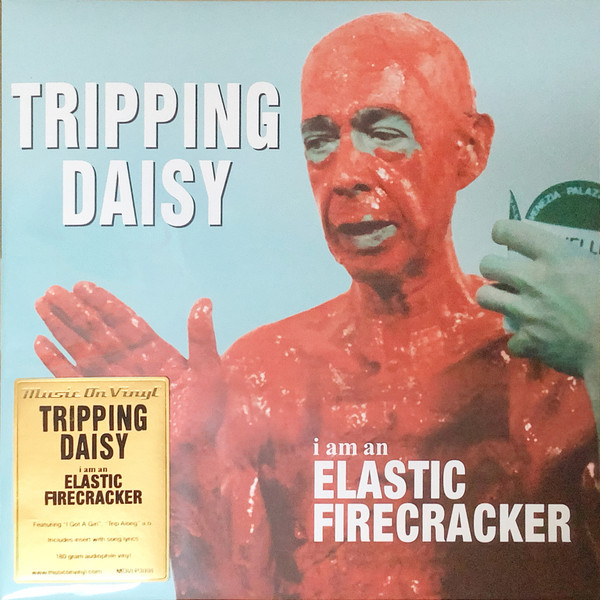 TRIPPING
DAISY
VENEZIA PALAZ
i am an
ELASTIC
FIRECRACKER
Music On Vinyl
TRIPPING
DAISY
i am an
ELASTIC
FIRECRACKER
Featuring "I Got A Girl", "Trip Along" a.o.
Includes insert with song lyrics
180 gram audiophile vinyl
www.musiconvinyl.com